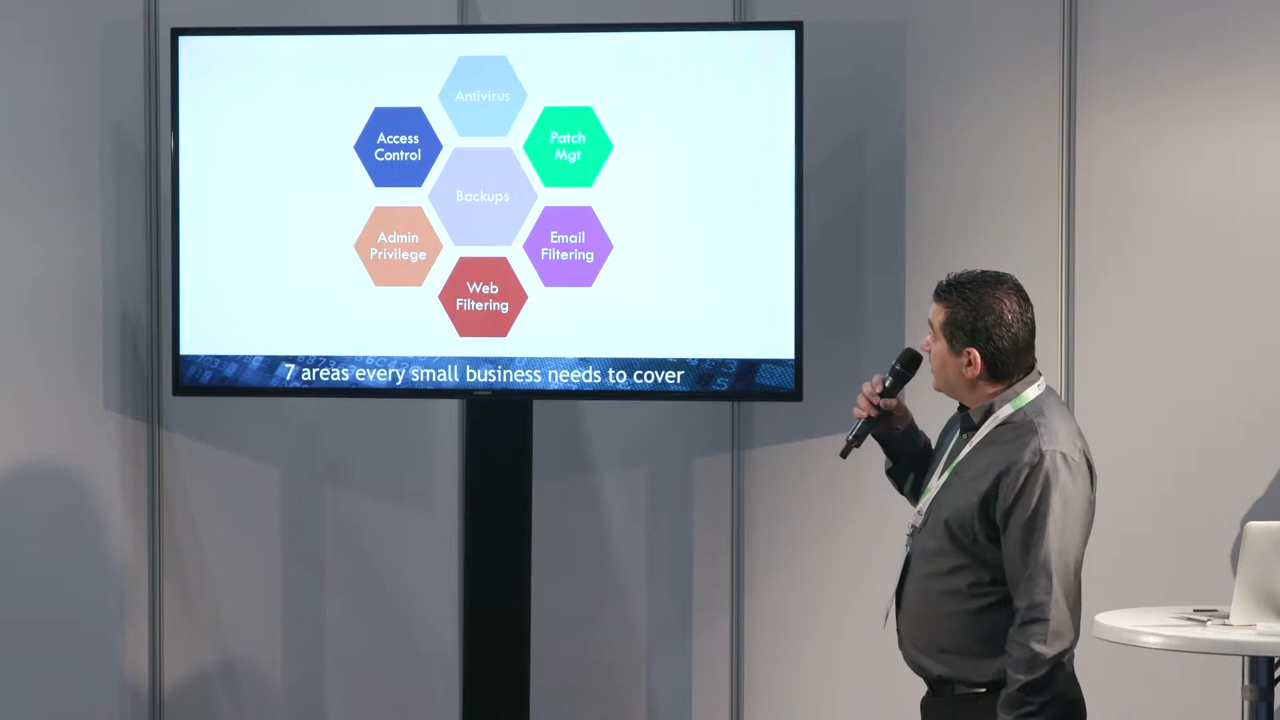 Antivirus
Access
Control
Patch
Mgt
Backups
Admin
Privilege
Email
Filtering
Web
Filtering
7 areas every small business needs to cover